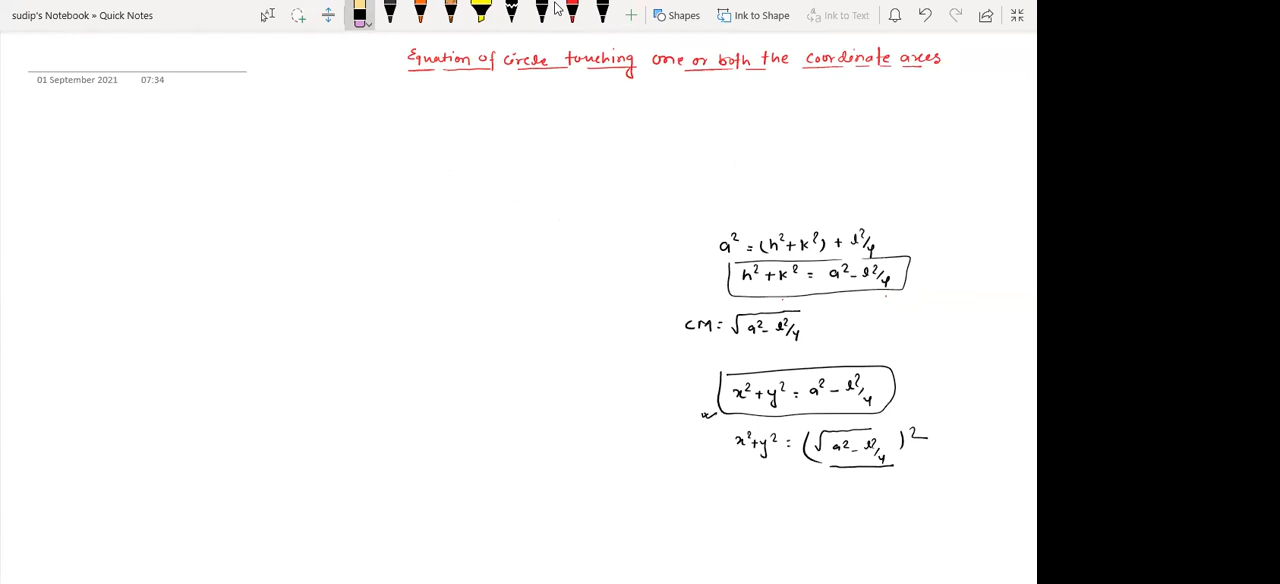 sudip's Notebook » Quick Notes
Shapes
Ink to Shape
Ink to Text
Equation of circle touching one or both the coordinate axes
01 September 2021 07:34
a² = (h²+k²) + l²/4
h²+k² = a² - l²/4
CM = √a² - l²/4
x²+y² = a² - l²/4
x²+y² = (√a² - l²/4)²